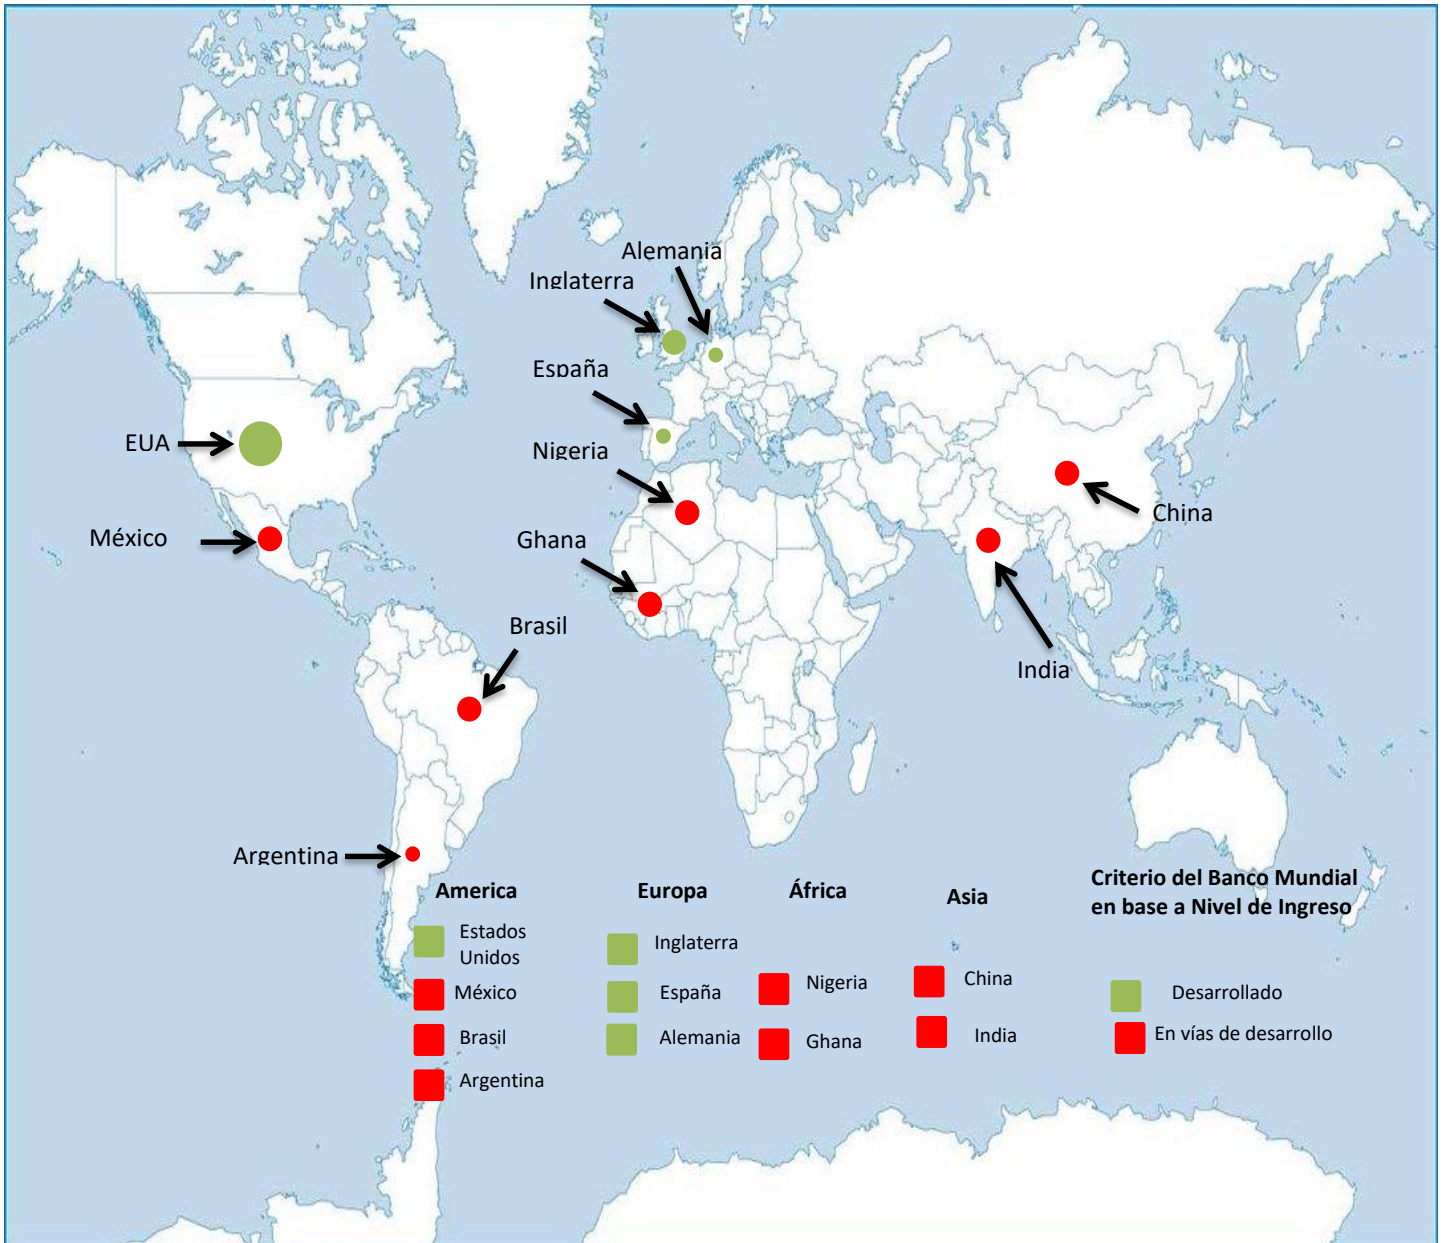 Alemania
Inglaterra
España
EUA
Nigeria
China
México
Ghana
Brasil
India
Argentina
America
Estados
Unidos
México
Brasil
Argentina
Europa
Inglaterra
España
Alemania
África
Nigeria
Ghana
Asia
China
India
Criterio del Banco Mundial
en base a Nivel de Ingreso
Desarrollado
En vías de desarrollo